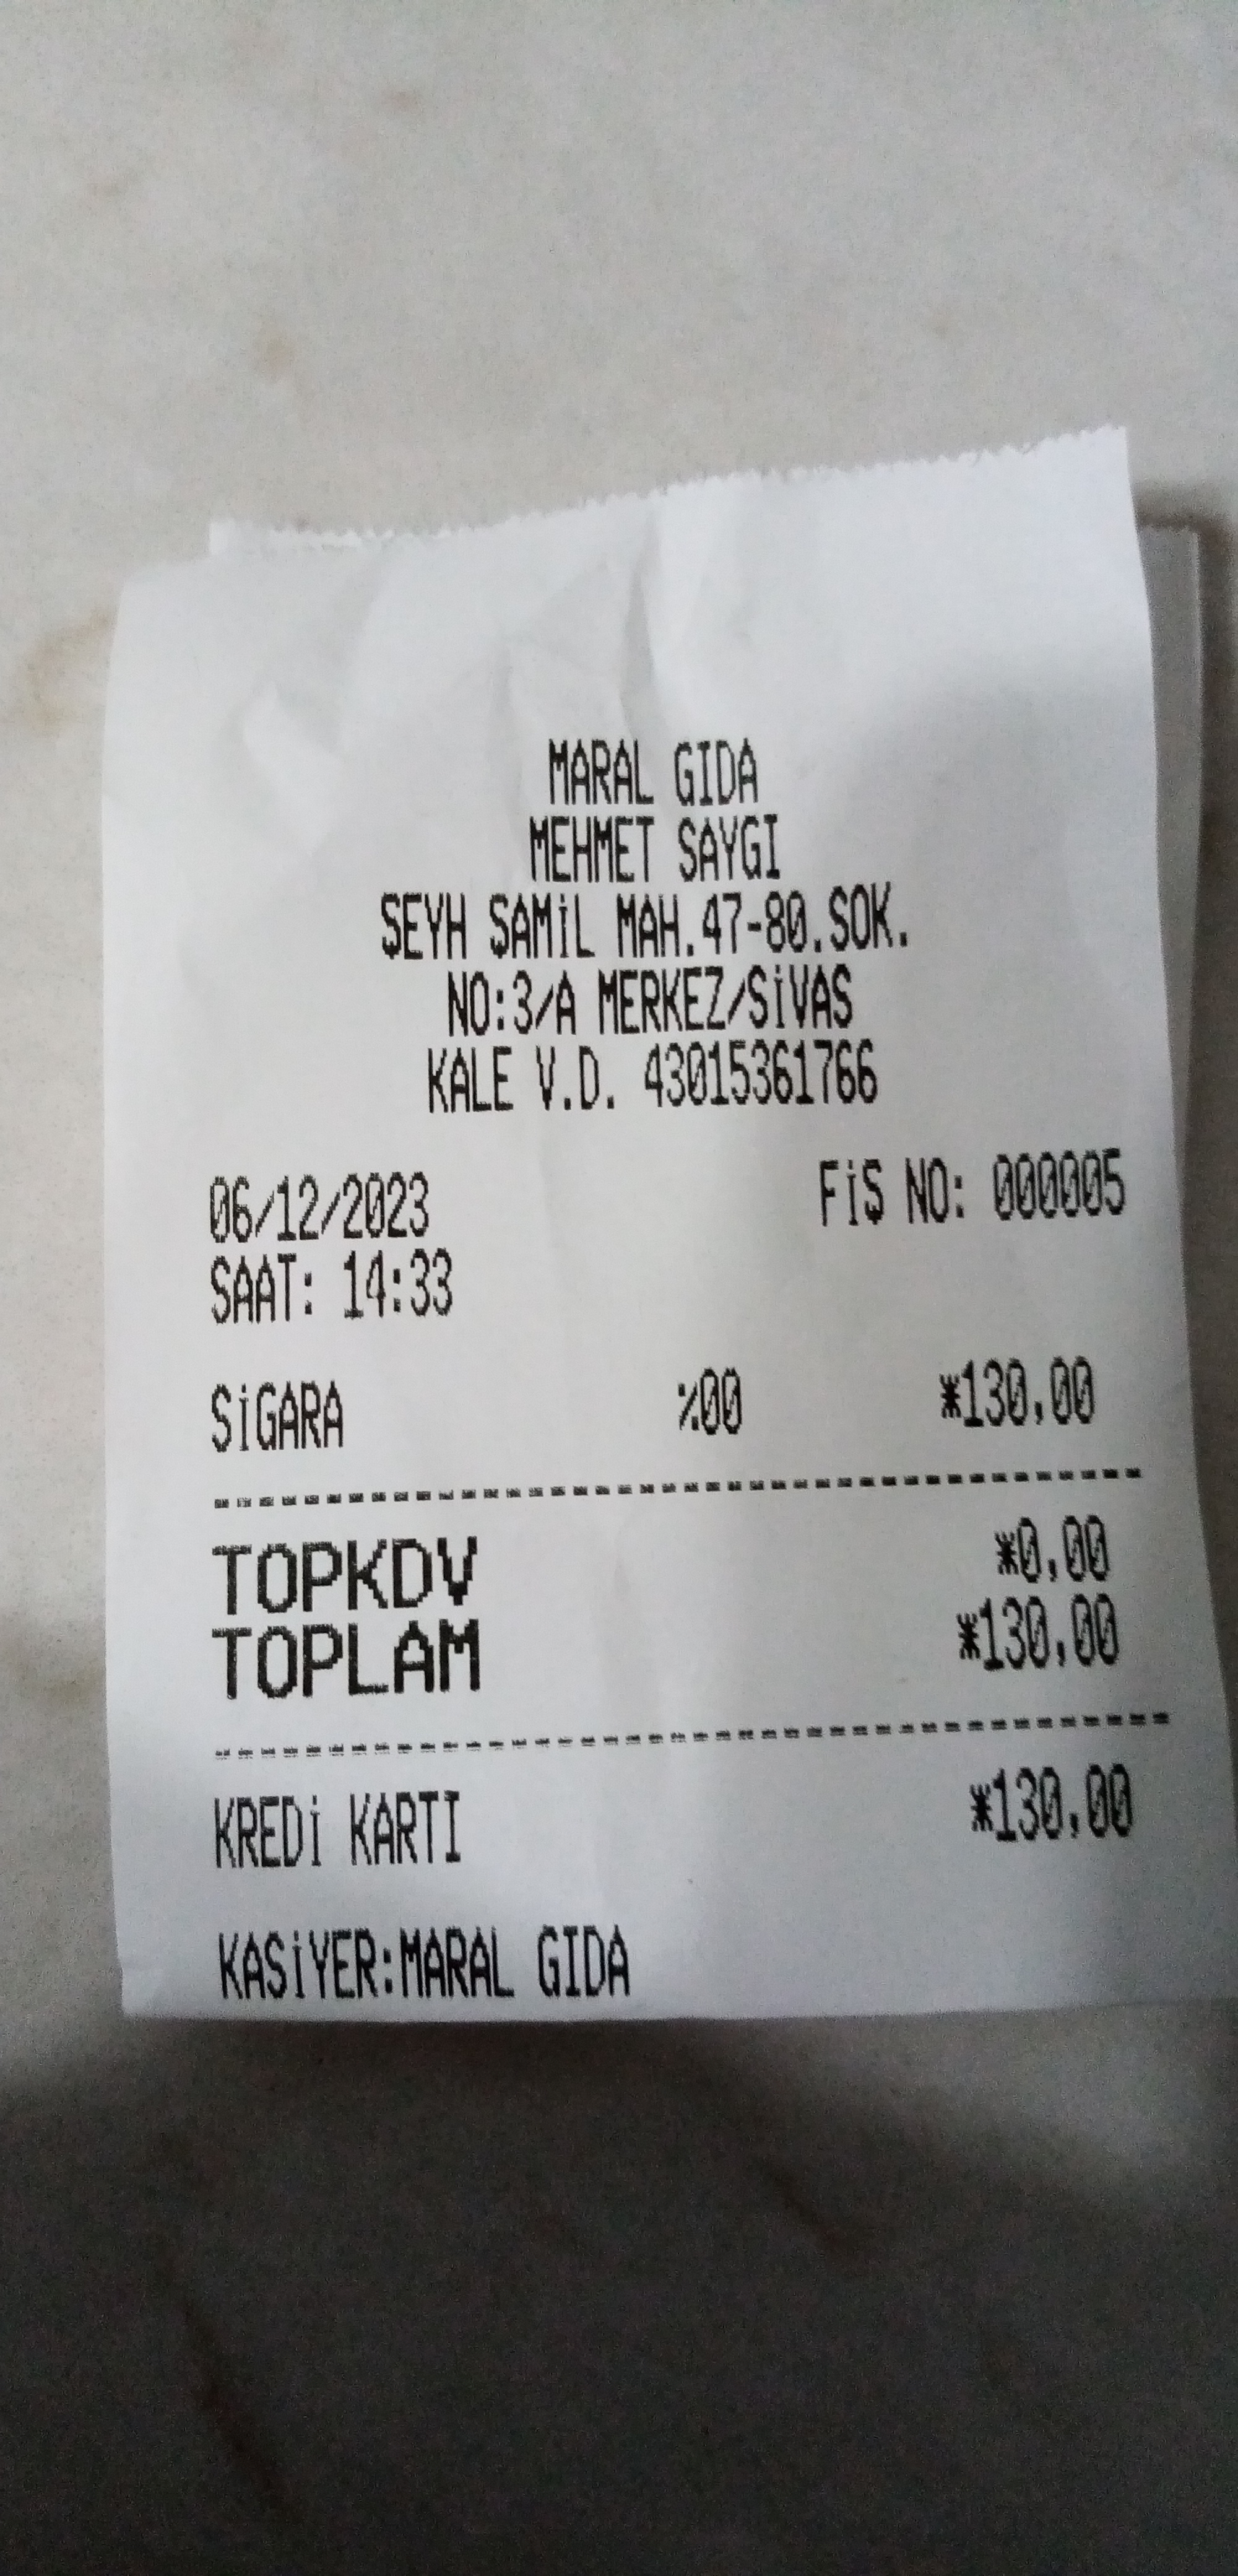 MARAL GIDA
MEHMET SAYGI
ŞEYH ŞAMİL MAH.47-80.SOK.
NO:3/A MERKEZ/SİVAS
KALE V.D. 43015361766
06/12/2023 FİŞ NO: 000005
SAAT: 14:33
SİGARA %00 *130,00
TOPKDV *0,00
TOPLAM *130,00
KREDİ KARTI *130,00
KASİYER:MARAL GIDA